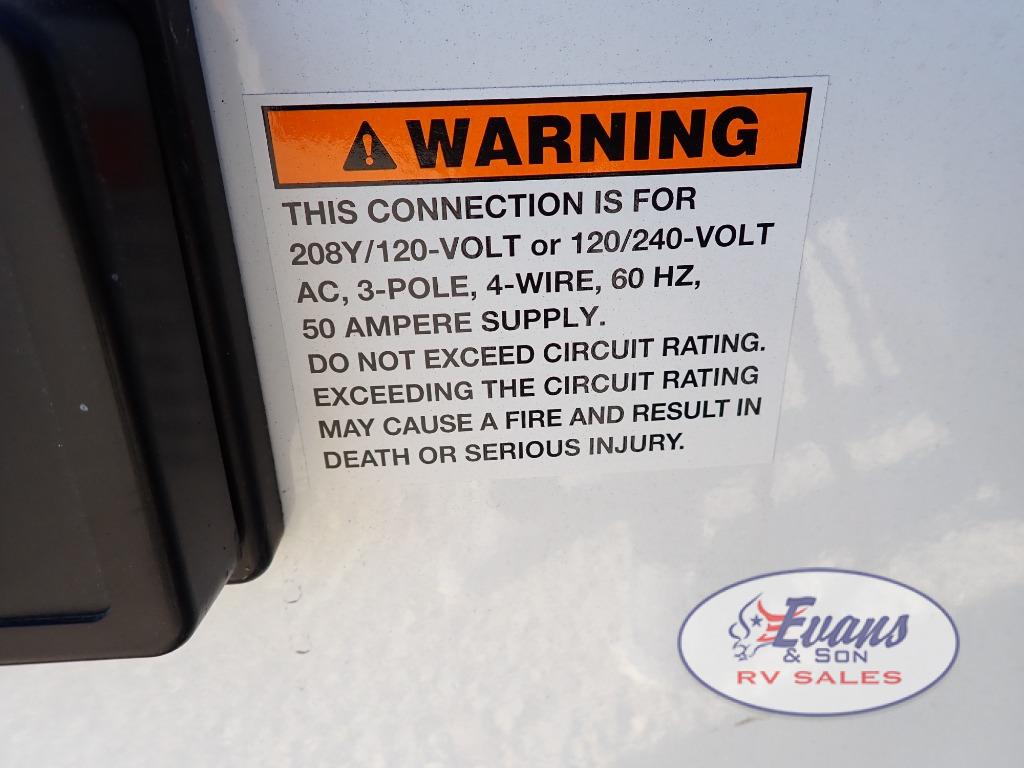 WARNING
THIS CONNECTION IS FOR
208Y/120-VOLT or 120/240-VOLT
AC, 3-POLE, 4-WIRE, 60 HZ,
50 AMPERE SUPPLY.
DO NOT EXCEED CIRCUIT RATING.
EXCEEDING THE CIRCUIT RATING
MAY CAUSE A FIRE AND RESULT IN
DEATH OR SERIOUS INJURY.
Evans
& SON
RV SALES